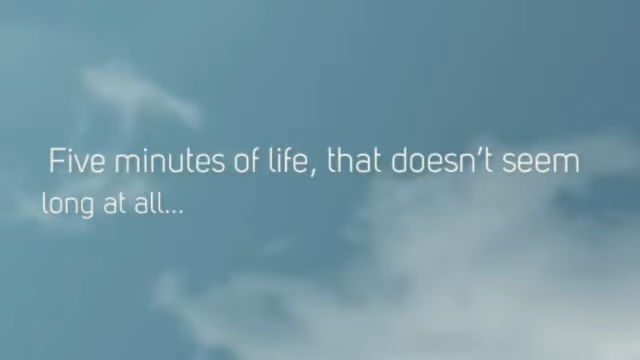 Five minutes of life, that doesn't seem
long at all...